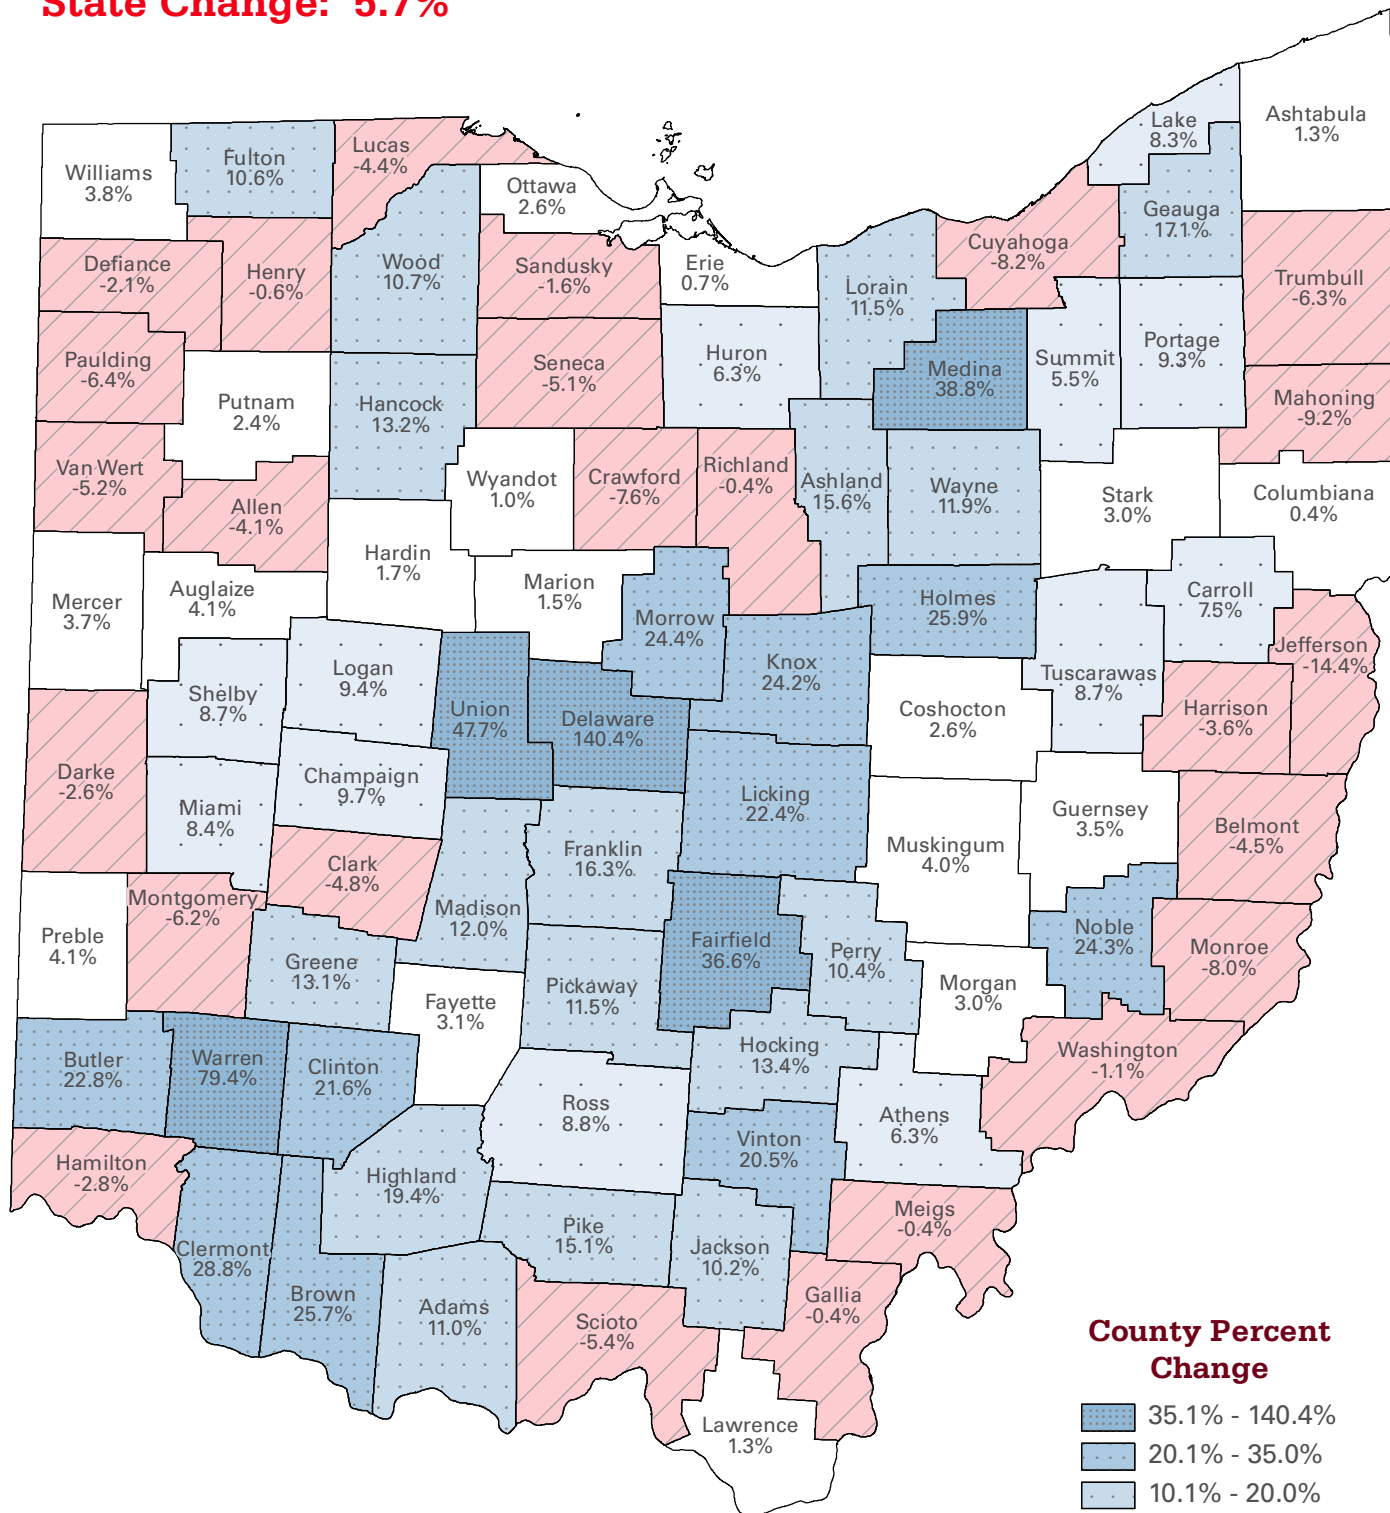 State Change: 5.7%
Ashtabula
1.3%
Lake
8.3%
Williams
3.8%
Fulton
10.6%
Lucas
-4.4%
Ottawa
2.6%
Geauga
17.1%
Cuyahoga
-8.2%
Defiance
-2.1%
Henry
-0.6%
Wood
10.7%
Sandusky
-1.6%
Erie
0.7%
Lorain
11.5%
Trumbull
-6.3%
Paulding
-6.4%
Seneca
-5.1%
Huron
6.3%
Medina
38.8%
Summit
5.5%
Portage
9.3%
Putnam
2.4%
Hancock
13.2%
Mahoning
-9.2%
Van Wert
-5.2%
Allen
-4.1%
Wyandot
1.0%
Crawford
-7.6%
Richland
-0.4%
Ashland
15.6%
Wayne
11.9%
Stark
3.0%
Columbiana
0.4%
Mercer
3.7%
Auglaize
4.1%
Hardin
1.7%
Marion
1.5%
Morrow
24.4%
Holmes
25.9%
Carroll
7.5%
Jefferson
-14.4%
Shelby
8.7%
Logan
9.4%
Union
47.7%
Delaware
140.4%
Knox
24.2%
Coshocton
2.6%
Tuscarawas
8.7%
Harrison
-3.6%
Darke
-2.6%
Miami
8.4%
Champaign
9.7%
Licking
22.4%
Muskingum
4.0%
Guernsey
3.5%
Belmont
-4.5%
Clark
-4.8%
Franklin
16.3%
Madison
12.0%
Montgomery
-6.2%
Preble
4.1%
Greene
13.1%
Fayette
3.1%
Pickaway
11.5%
Fairfield
36.6%
Perry
10.4%
Morgan
3.0%
Noble
24.3%
Monroe
-8.0%
Butler
22.8%
Warren
79.4%
Clinton
21.6%
Hocking
13.4%
Washington
-1.1%
Ross
8.8%
Athens
6.3%
Vinton
20.5%
Hamilton
-2.8%
Highland
19.4%
Meigs
-0.4%
Clermont
28.8%
Pike
15.1%
Jackson
10.2%
Brown
25.7%
Adams
11.0%
Scioto
-5.4%
Gallia
-0.4%
Lawrence
1.3%
County Percent
Change
35.1% - 140.4%
20.1% - 35.0%
10.1% - 20.0%